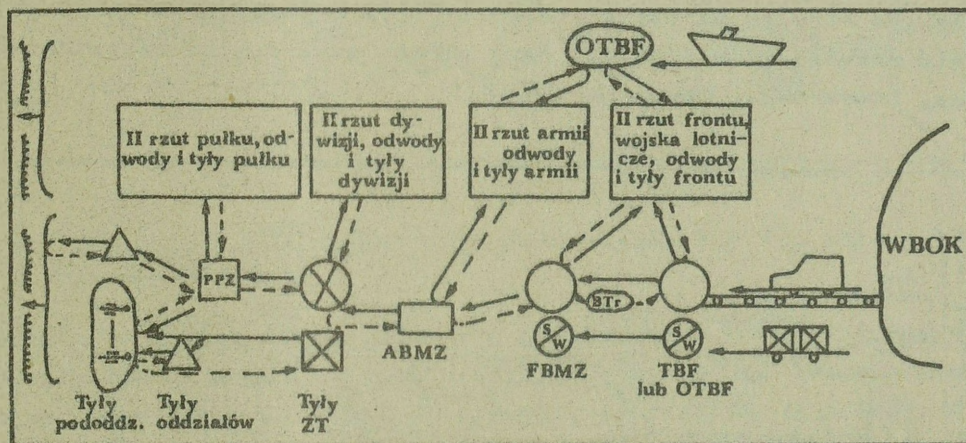 OTBF
II rzut pułku, od-
wody i tyły pułku
II rzut dy-
wizji, odwody
i tyły
dywizji
II rzut armii
odwody
i tyły armii
II rzut frontu,
wojska lotni-
cze, odwody
i tyły frontu
WBOK
PPZ
STr
ABMZ
S/W
FBMZ
S/W
TBF
lub OTBF
Tyły
pododdz.
Tyły
oddziałów
Tyły
ZT